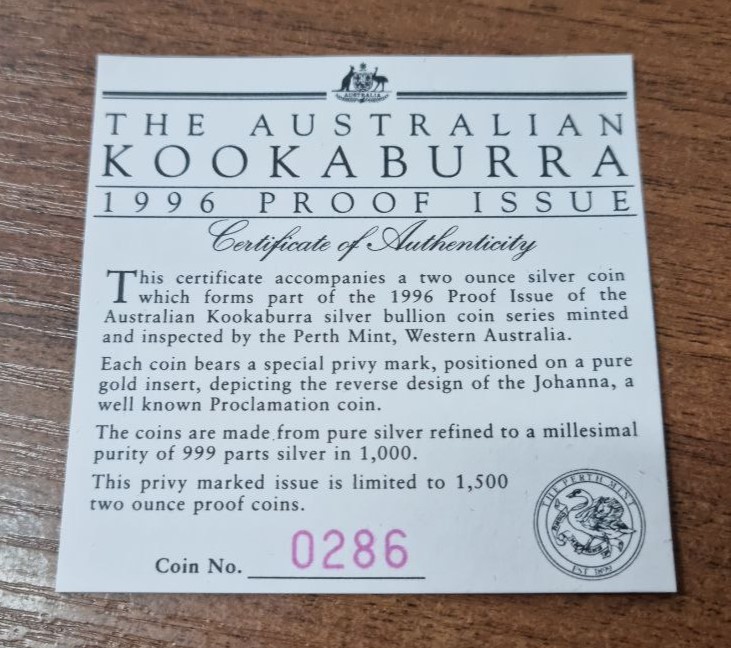 AUSTRALIA
THE AUSTRALIAN
KOOKABURRA
1996 PROOF ISSUE
Certificate of Authenticity
This certificate accompanies a two ounce silver coin
which forms part of the 1996 Proof Issue of the
Australian Kookaburra silver bullion coin series minted
and inspected by the Perth Mint, Western Australia.
Each coin bears a special privy mark, positioned on a pure
gold insert, depicting the reverse design of the Johanna, a
well known Proclamation coin.
The coins are made from pure silver refined to a millesimal
purity of 999 parts silver in 1,000.
This privy marked issue is limited to 1,500
two ounce proof coins.
THE PERTH MINT
EST 1899
Coin No. 0286